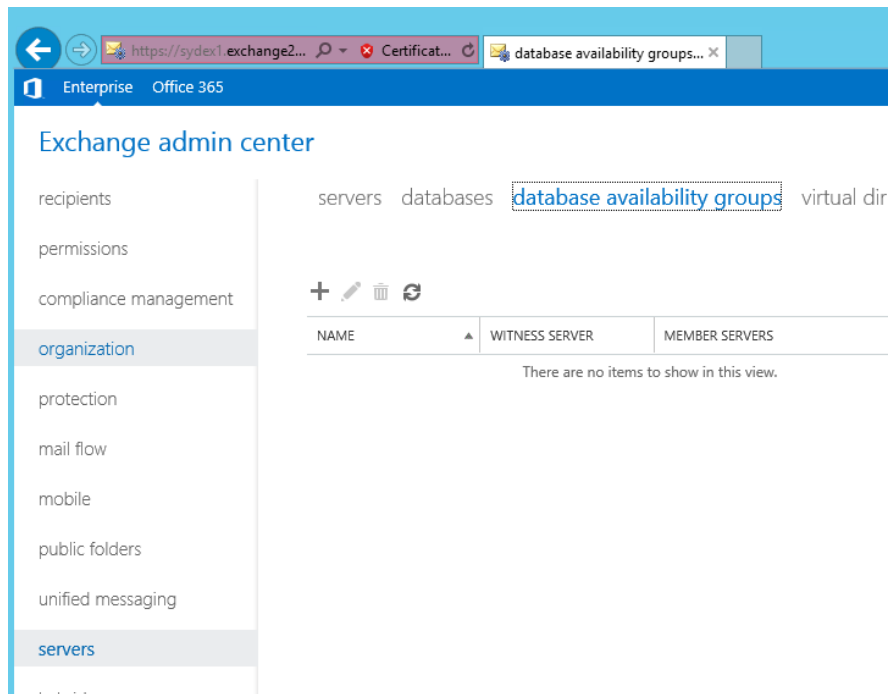 https://sydex1.exchange2... Certificat... database availability groups...
Enterprise Office 365
Exchange admin center
servers databases database availability groups virtual dir
recipients
permissions
compliance management
organization
protection
mail flow
mobile
public folders
unified messaging
servers
NAME WITNESS SERVER MEMBER SERVERS
There are no items to show in this view.